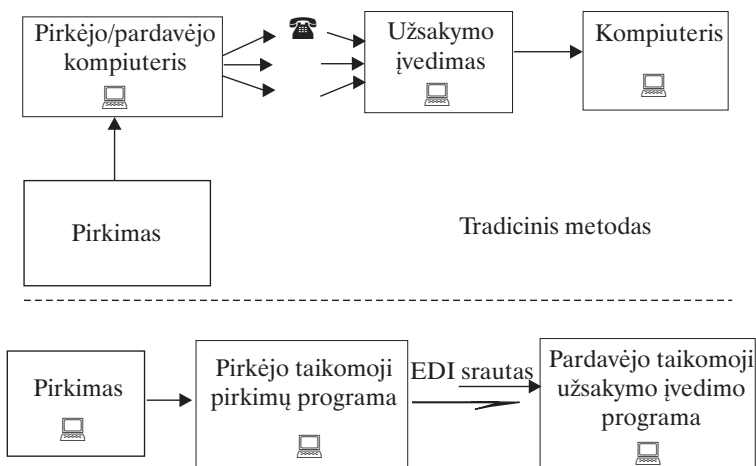 Pirkėjo/pardavėjo
kompiuteris
Užsakymo
įvedimas
Kompiuteris
Pirkimas
Tradicinis metodas
Pirkimas
Pirkėjo taikomoji
pirkimų programa
EDI srautas
Pardavėjo taikomoji
užsakymo įvedimo
programa